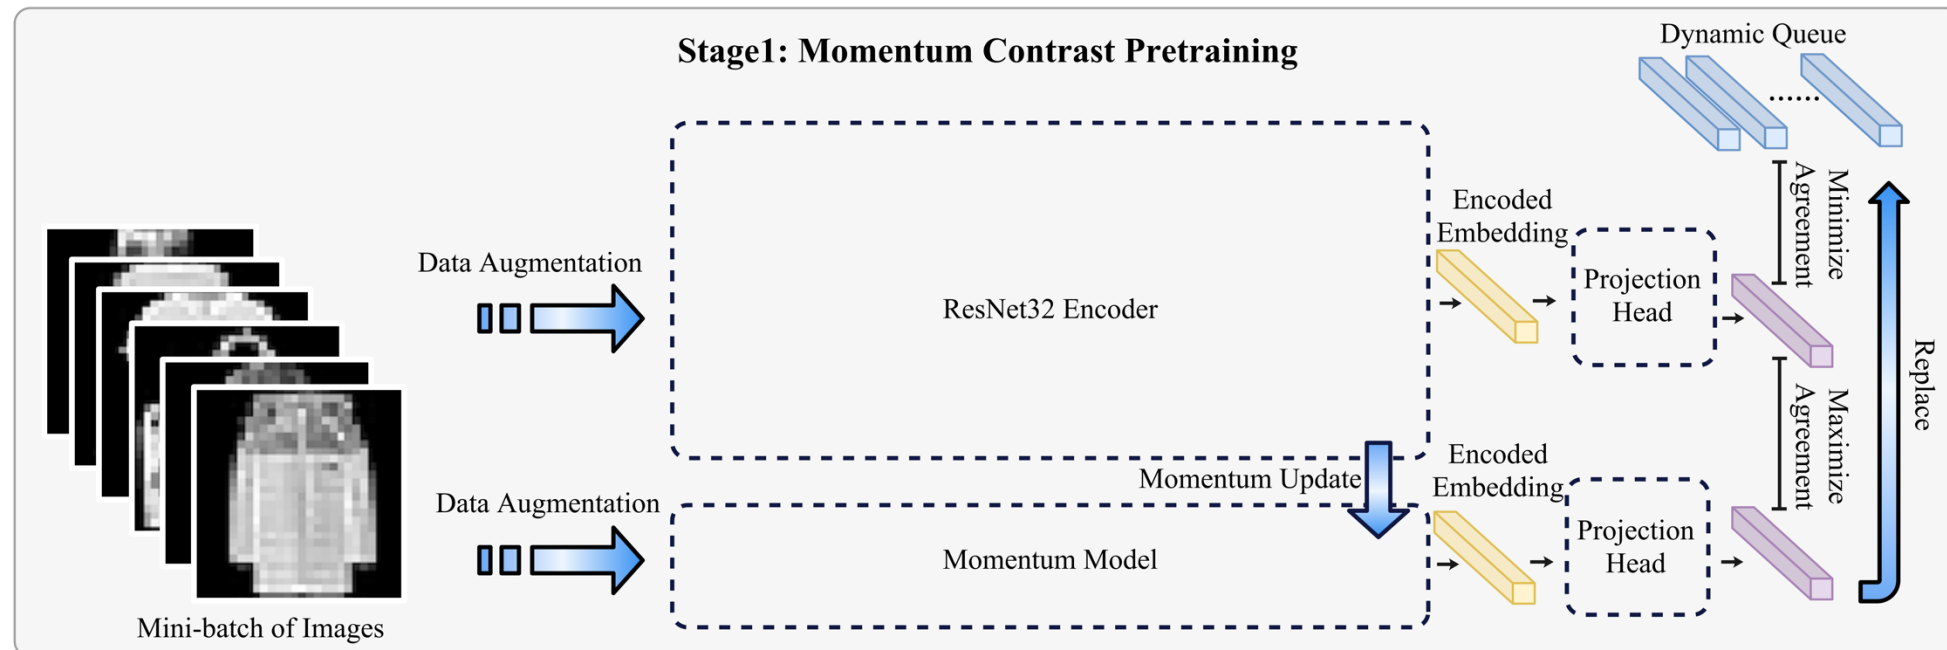 Stage1: Momentum Contrast Pretraining
Dynamic Queue
......
Data Augmentation
ResNet32 Encoder
Encoded
Embedding
Projection
Head
Minimize
Agreement
Replace
Maximize
Agreement
Momentum Update
Data Augmentation
Momentum Model
Encoded
Embedding
Projection
Head
Mini-batch of Images